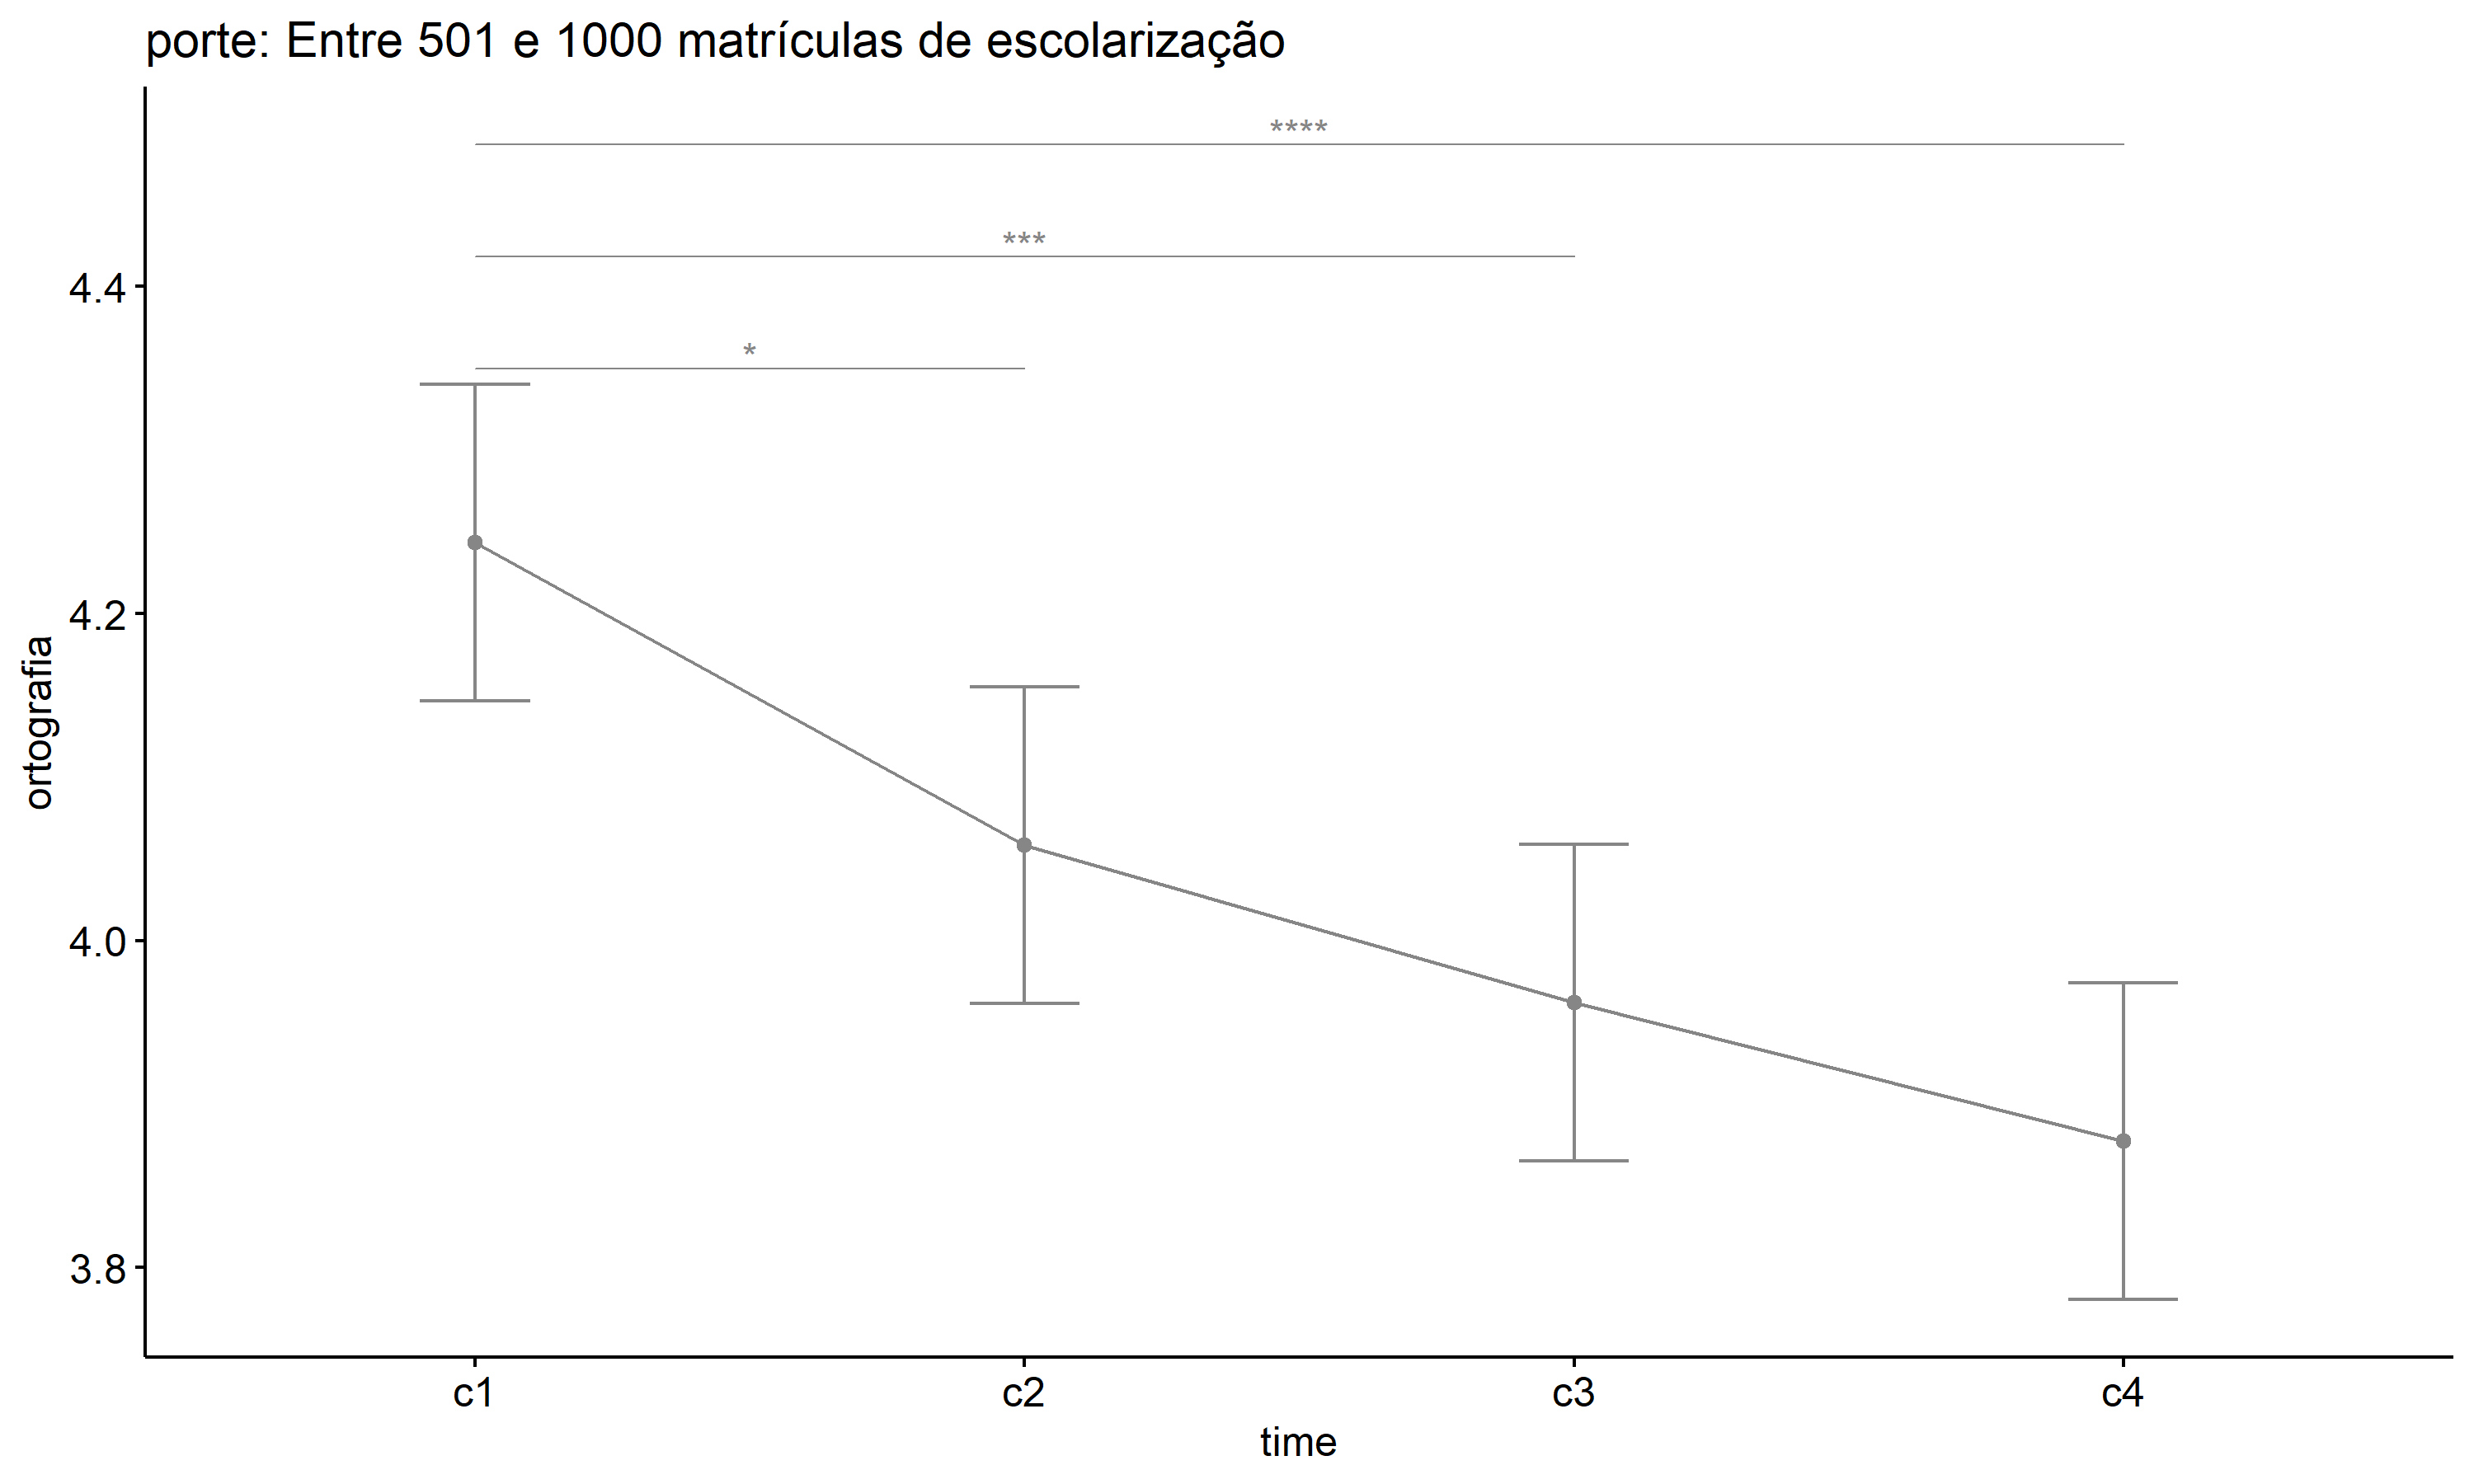 porte: Entre 501 e 1000 matrículas de escolarização
****
***
*
4.4
4.2
4.0
3.8
ortografia
c1 c2 c3 c4
time